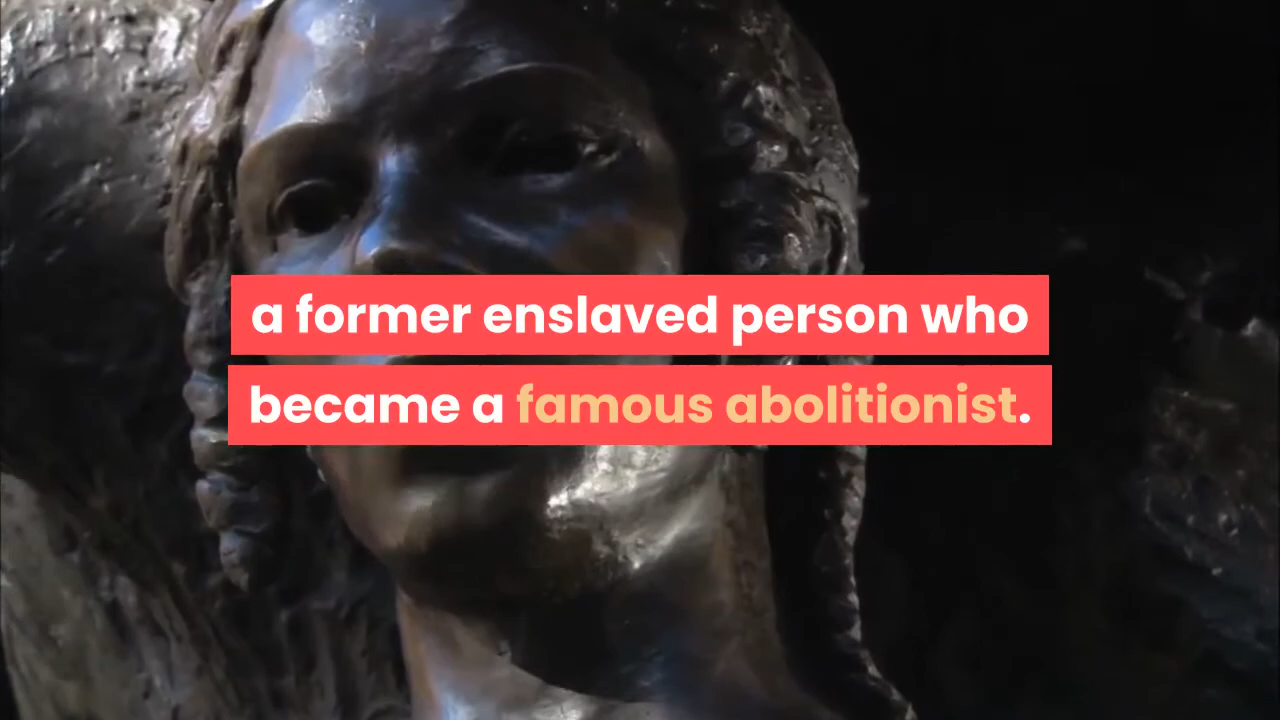 a former enslaved person who
became a famous abolitionist.